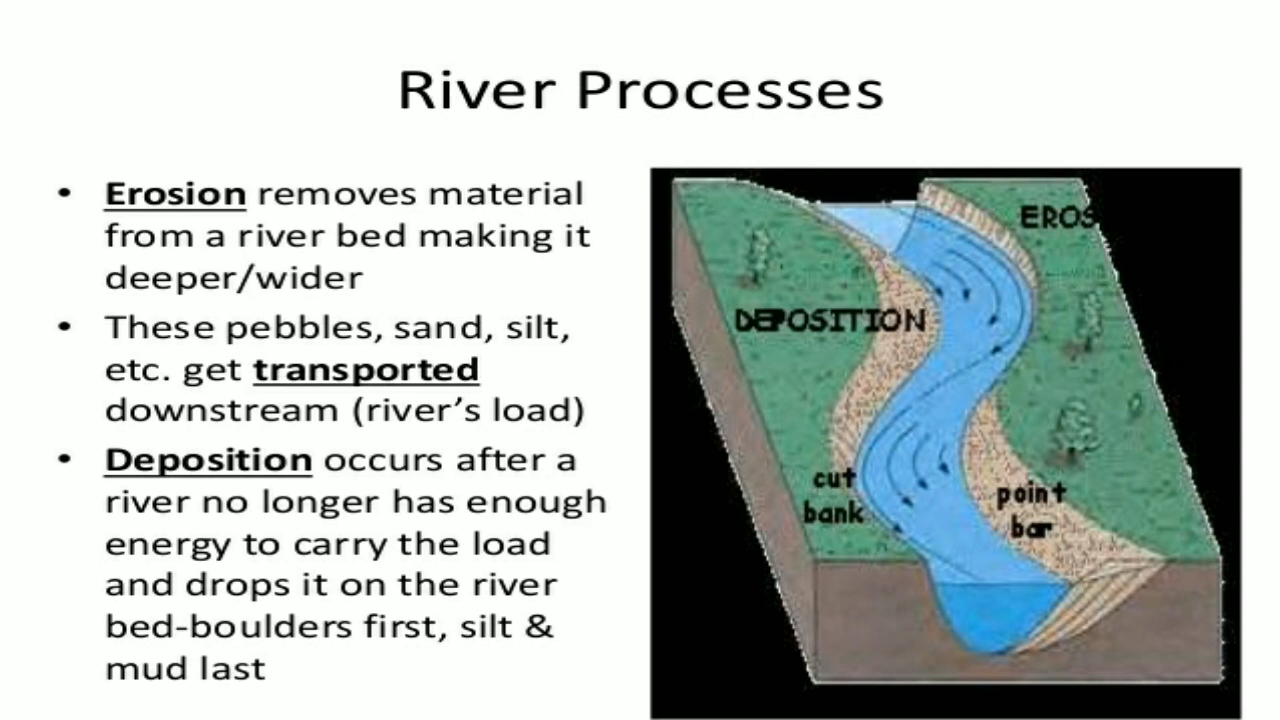 River Processes
• Erosion removes material
from a river bed making it
deeper/wider
• These pebbles, sand, silt,
etc. get transported
downstream (river’s load)
• Deposition occurs after a
river no longer has enough
energy to carry the load
and drops it on the river
bed-boulders first, silt &
mud last
EROS
DEPOSITION
cut
bank
point
bar